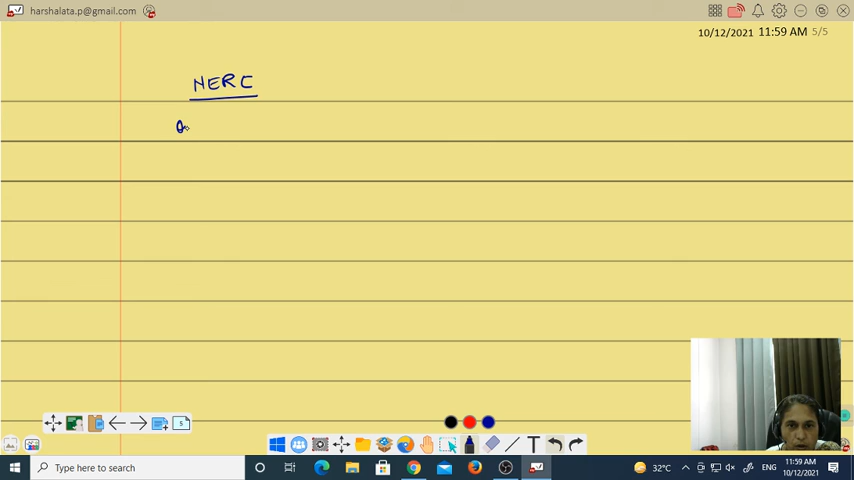 harshalata.p@gmail.com
10/12/2021 11:59 AM 5/5
NERC
5
T
Type here to search
32°C
ENG
11:59 AM
10/12/2021